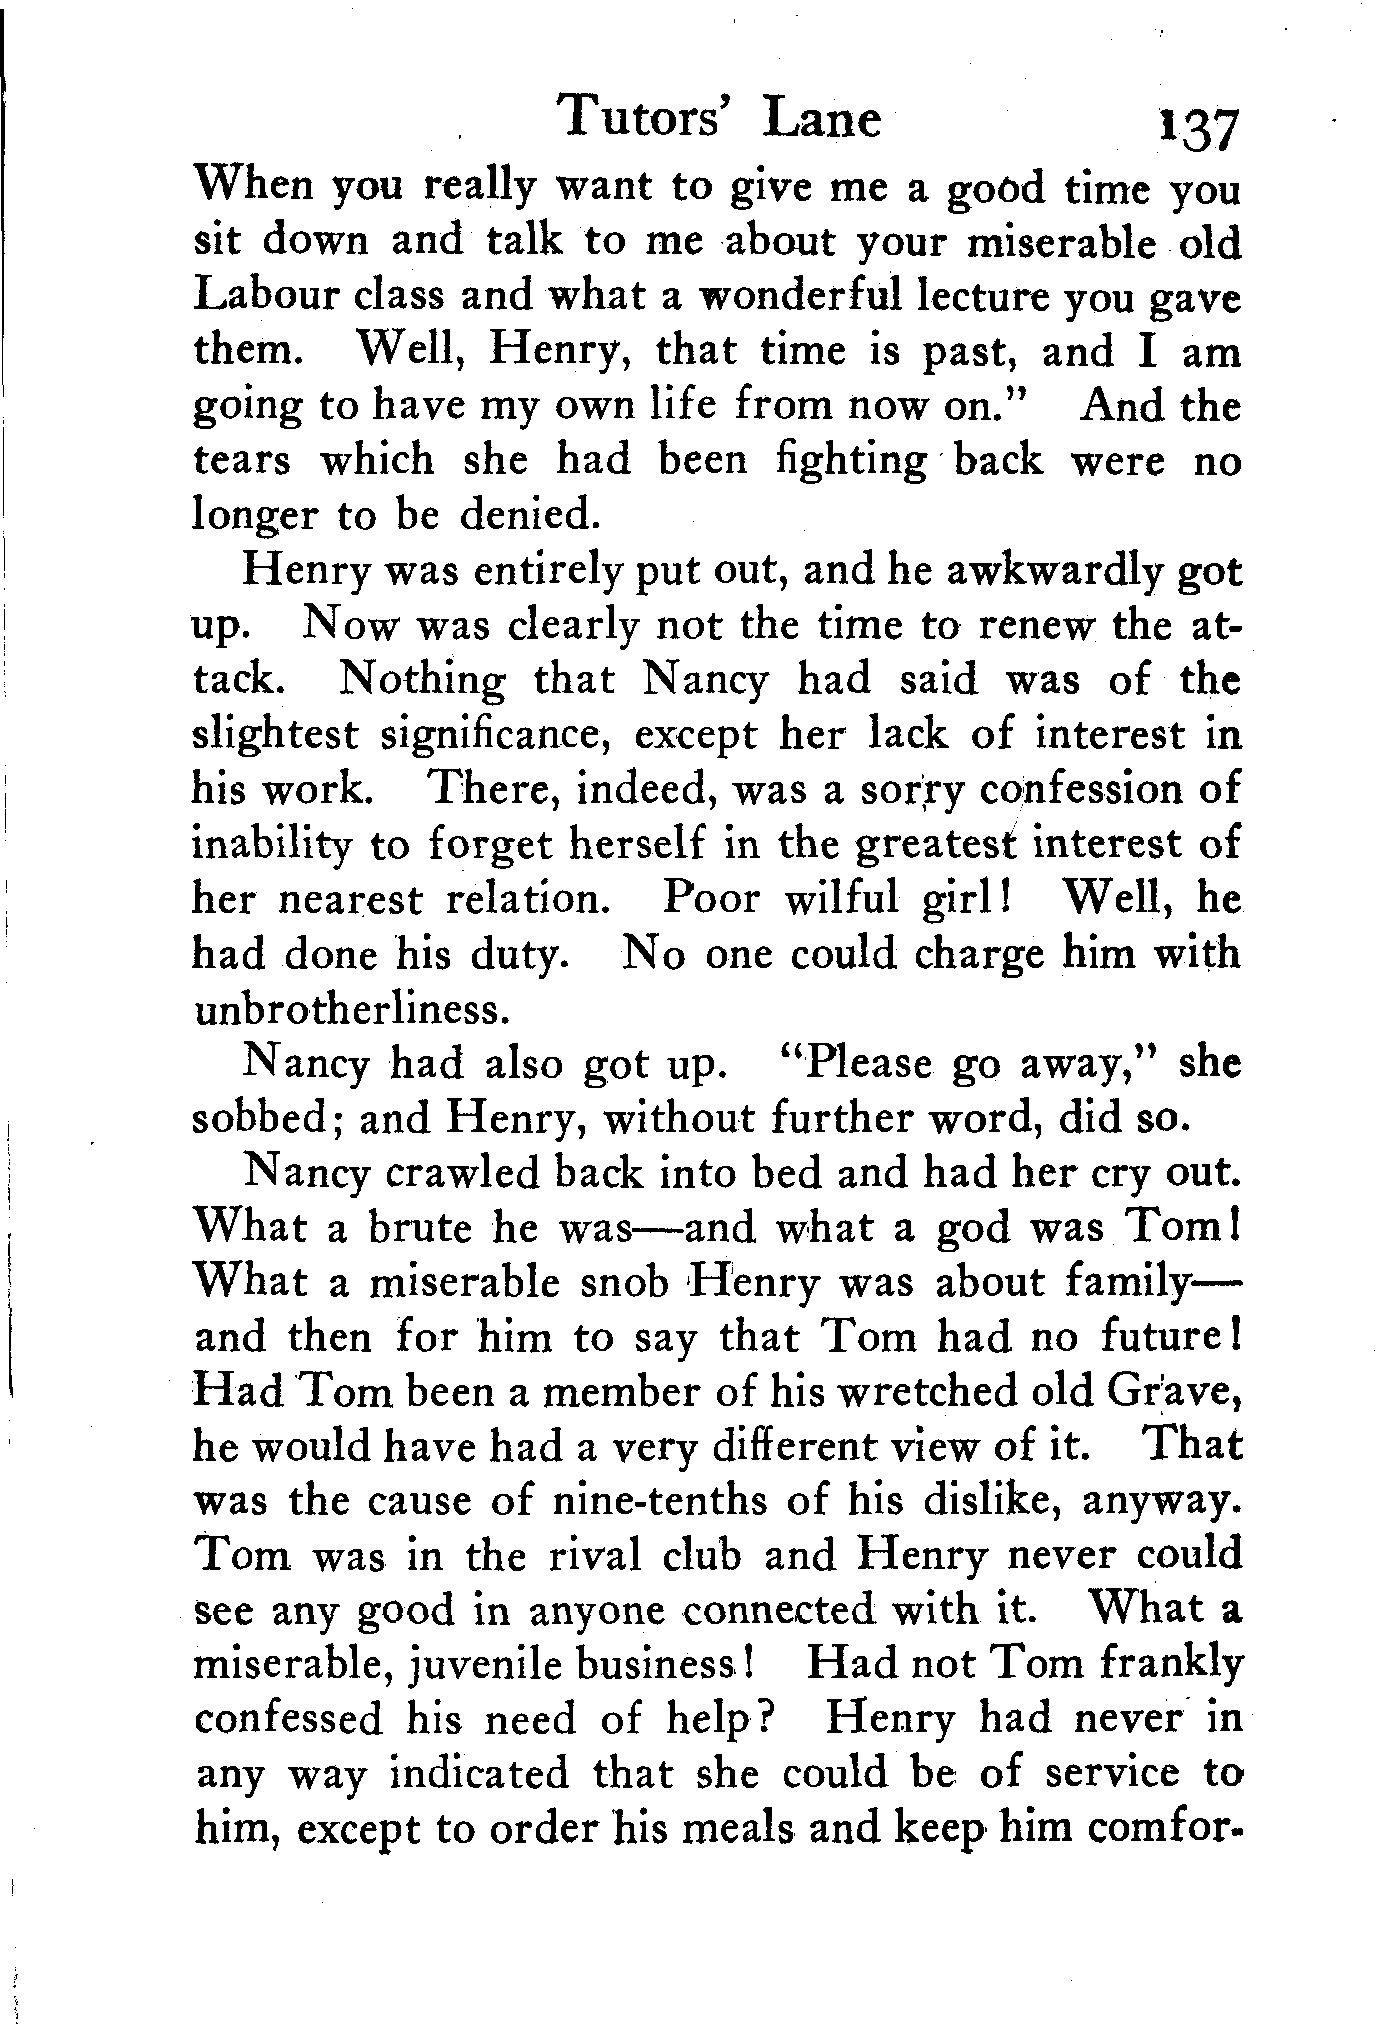 Tutors' Lane 137
When you really want to give me a good time you
sit down and talk to me about your miserable old
Labour class and what a wonderful lecture you gave
them. Well, Henry, that time is past, and I am
going to have my own life from now on." And the
tears which she had been fighting back were no
longer to be denied.
Henry was entirely put out, and he awkwardly got
up. Now was clearly not the time to renew the at-
tack. Nothing that Nancy had said was of the
slightest significance, except her lack of interest in
his work. There, indeed, was a sorry confession of
inability to forget herself in the greatest interest of
her nearest relation. Poor wilful girl! Well, he
had done his duty. No one could charge him with
unbrotherliness.
Nancy had also got up. "Please go away," she
sobbed; and Henry, without further word, did so.
Nancy crawled back into bed and had her cry out.
What a brute he was—and what a god was Tom!
What a miserable snob Henry was about family—
and then for him to say that Tom had no future!
Had Tom been a member of his wretched old Grave,
he would have had a very different view of it. That
was the cause of nine-tenths of his dislike, anyway.
Tom was in the rival club and Henry never could
see any good in anyone connected with it. What a
miserable, juvenile business! Had not Tom frankly
confessed his need of help? Henry had never in
any way indicated that she could be of service to
him, except to order his meals and keep him comfor-